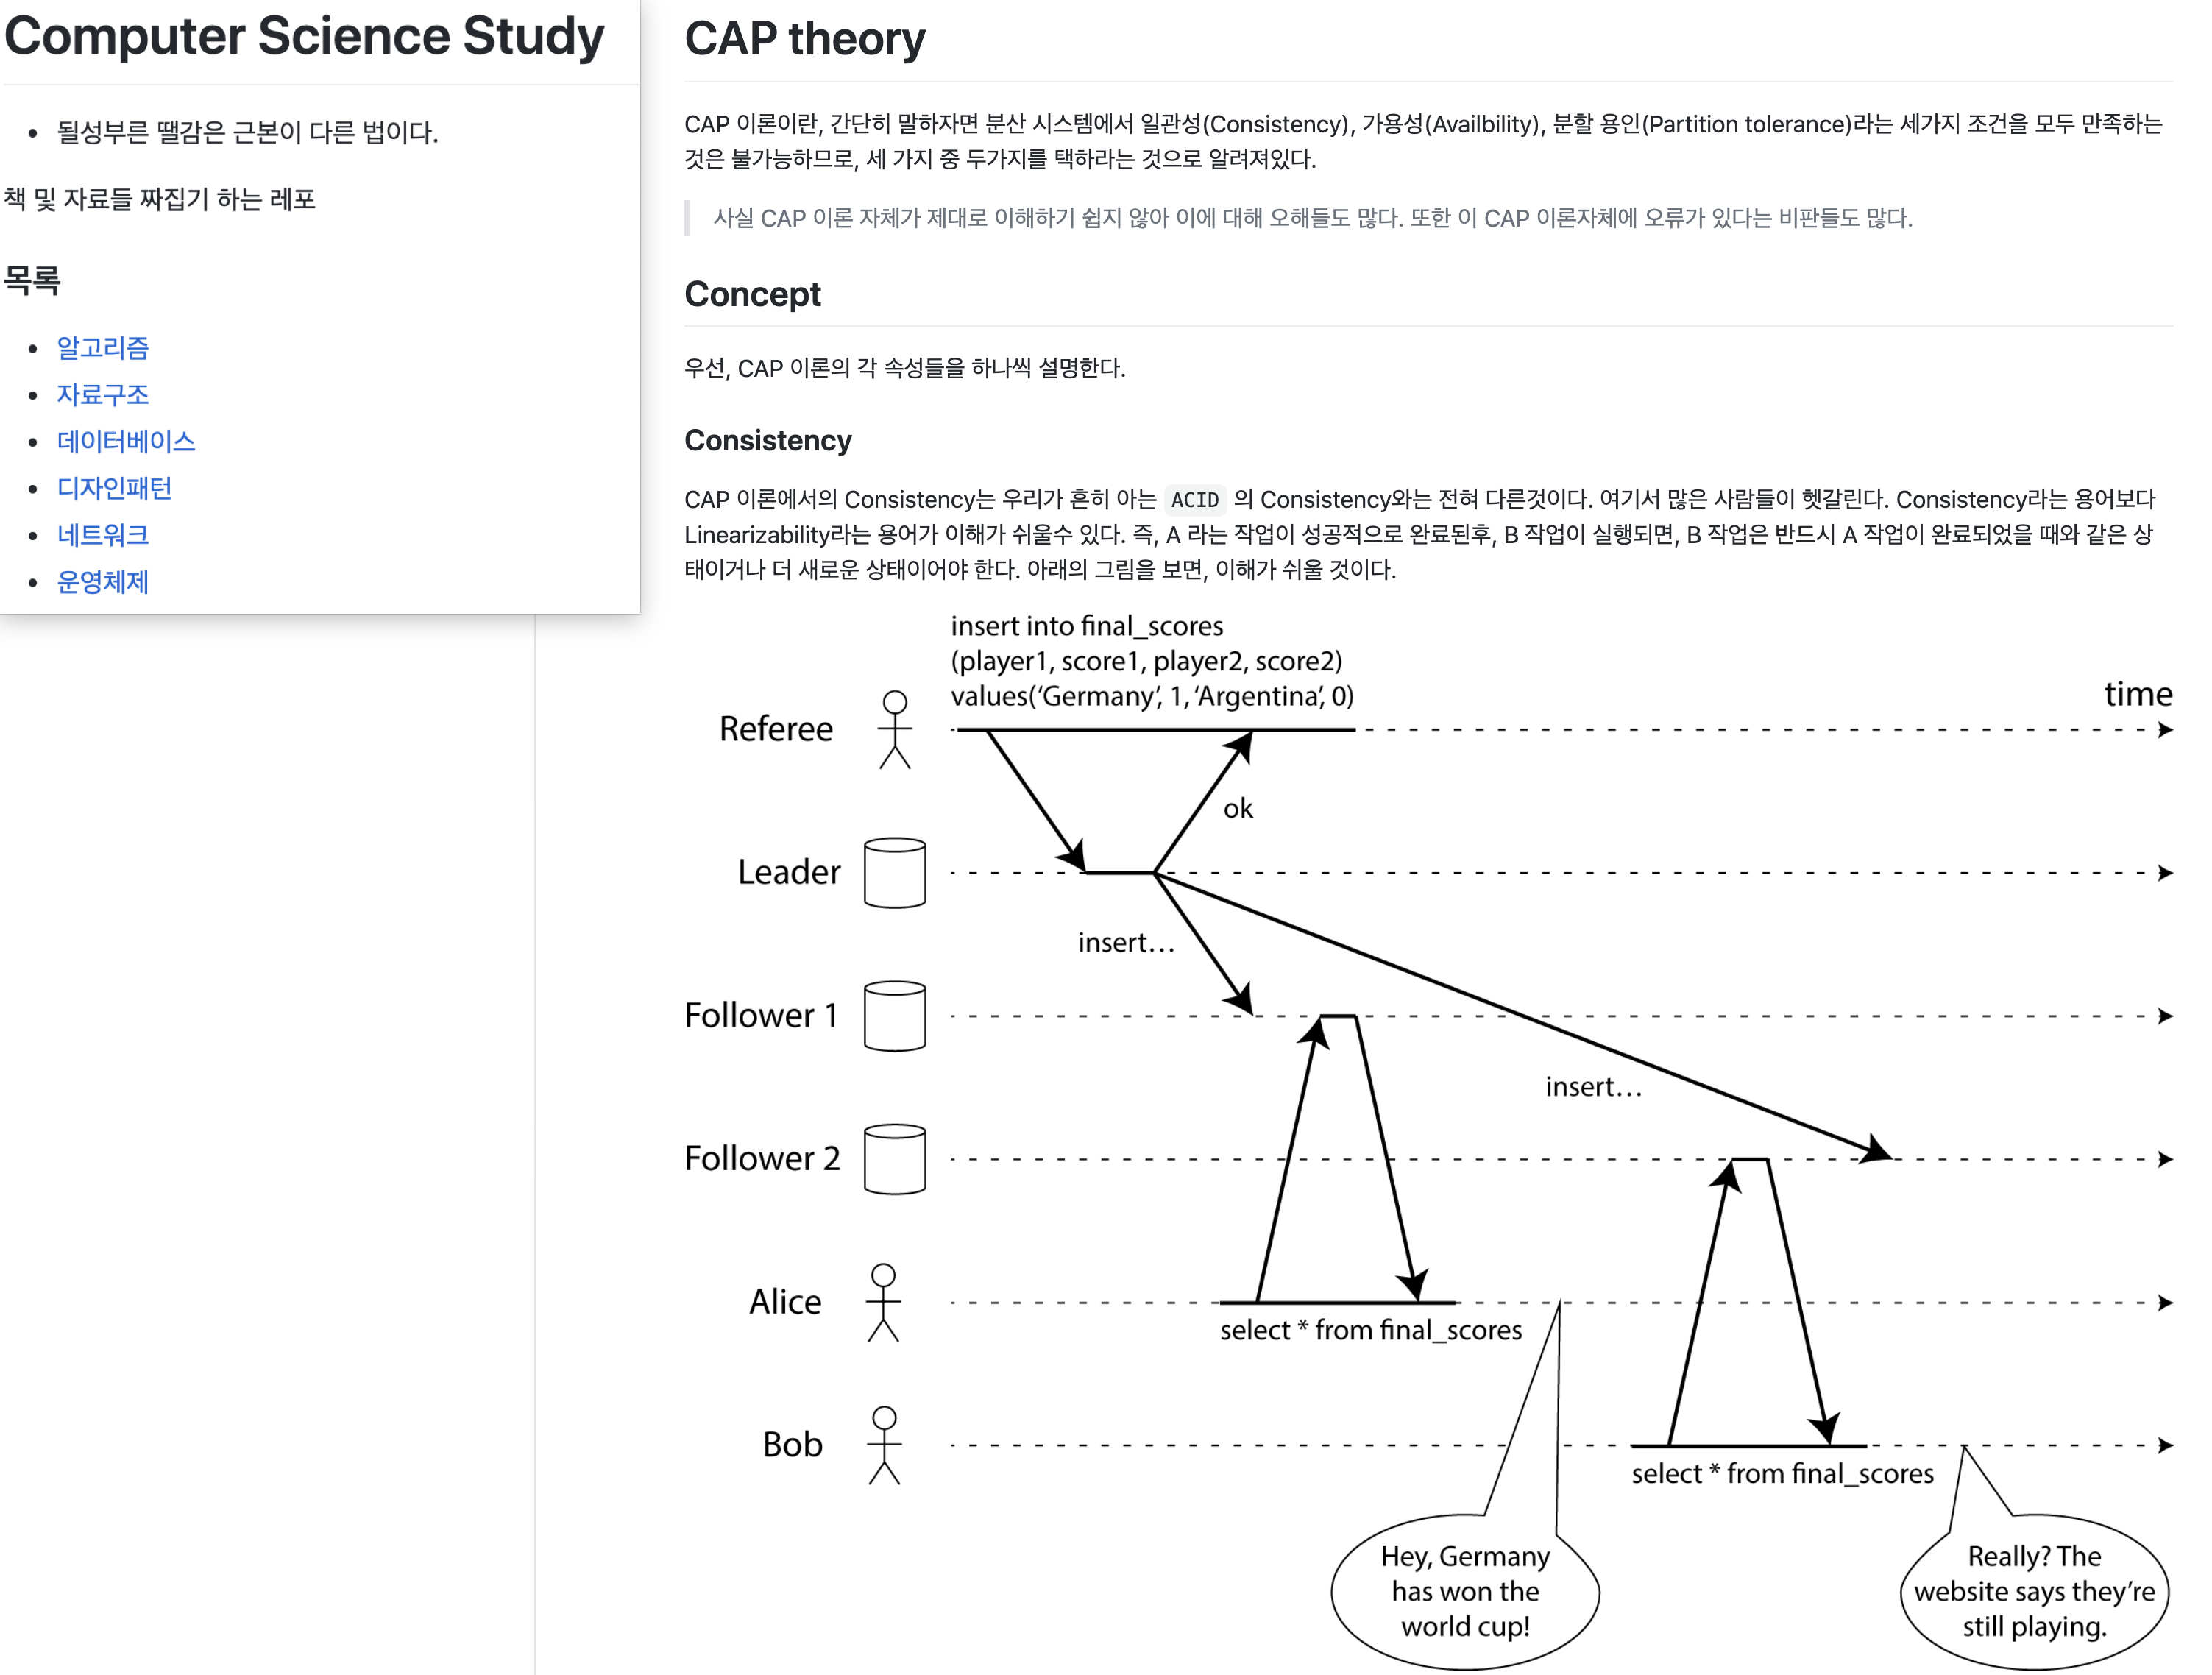 Computer Science Study
될성부른 땔감은 근본이 다른 법이다.
책 및 자료들 짜집기 하는 레포
목록
알고리즘
자료구조
데이터베이스
디자인패턴
네트워크
운영체제
CAP theory
CAP 이론이란, 간단히 말하자면 분산 시스템에서 일관성(Consistency), 가용성(Availbility), 분할 용인(Partition tolerance)라는 세가지 조건을 모두 만족하는
것은 불가능하므로, 세 가지 중 두가지를 택하라는 것으로 알려져있다.
사실 CAP 이론 자체가 제대로 이해하기 쉽지 않아 이에 대해 오해들도 많다. 또한 이 CAP 이론자체에 오류가 있다는 비판들도 많다.
Concept
우선, CAP 이론의 각 속성들을 하나씩 설명한다.
Consistency
CAP 이론에서의 Consistency는 우리가 흔히 아는 ACID 의 Consistency와는 전혀 다른것이다. 여기서 많은 사람들이 헷갈린다. Consistency라는 용어보다
Linearizability라는 용어가 이해가 쉬울수 있다. 즉, A 라는 작업이 성공적으로 완료된후, B 작업이 실행되면, B 작업은 반드시 A 작업이 완료되었을 때와 같은 상
태이거나 더 새로운 상태이어야 한다. 아래의 그림을 보면, 이해가 쉬울 것이다.
insert into final_scores
(player1, score1, player2, score2)
values(‘Germany’, 1, ‘Argentina’, 0)
time
Referee
ok
Leader
insert…
Follower 1
insert…
Follower 2
Alice
select * from final_scores
Bob
select * from final_scores
Hey, Germany
has won the
world cup!
Really? The
website says they’re
still playing.